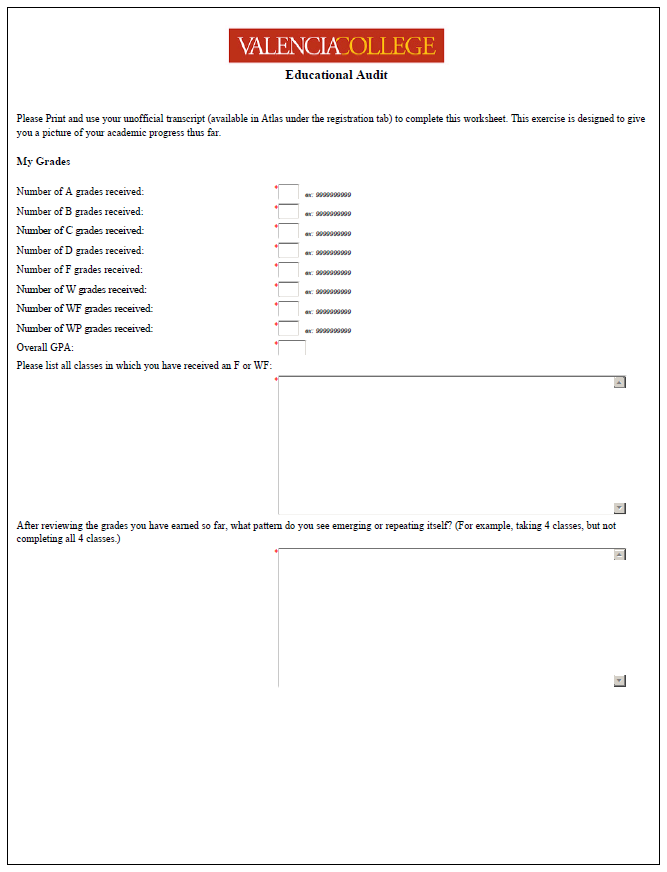 VALENCIACOLLEGE
Educational Audit
Please Print and use your unofficial transcript (available in Atlas under the registration tab) to complete this worksheet. This exercise is designed to give
you a picture of your academic progress thus far.
My Grades
Number of A grades received: * ex: 9999999999
Number of B grades received: * ex: 9999999999
Number of C grades received: * ex: 9999999999
Number of D grades received: * ex: 9999999999
Number of F grades received: * ex: 9999999999
Number of W grades received: * ex: 9999999999
Number of WF grades received: * ex: 9999999999
Number of WP grades received: * ex: 9999999999
Overall GPA: *
Please list all classes in which you have received an F or WF:
*
After reviewing the grades you have earned so far, what pattern do you see emerging or repeating itself? (For example, taking 4 classes, but not
completing all 4 classes.)
*